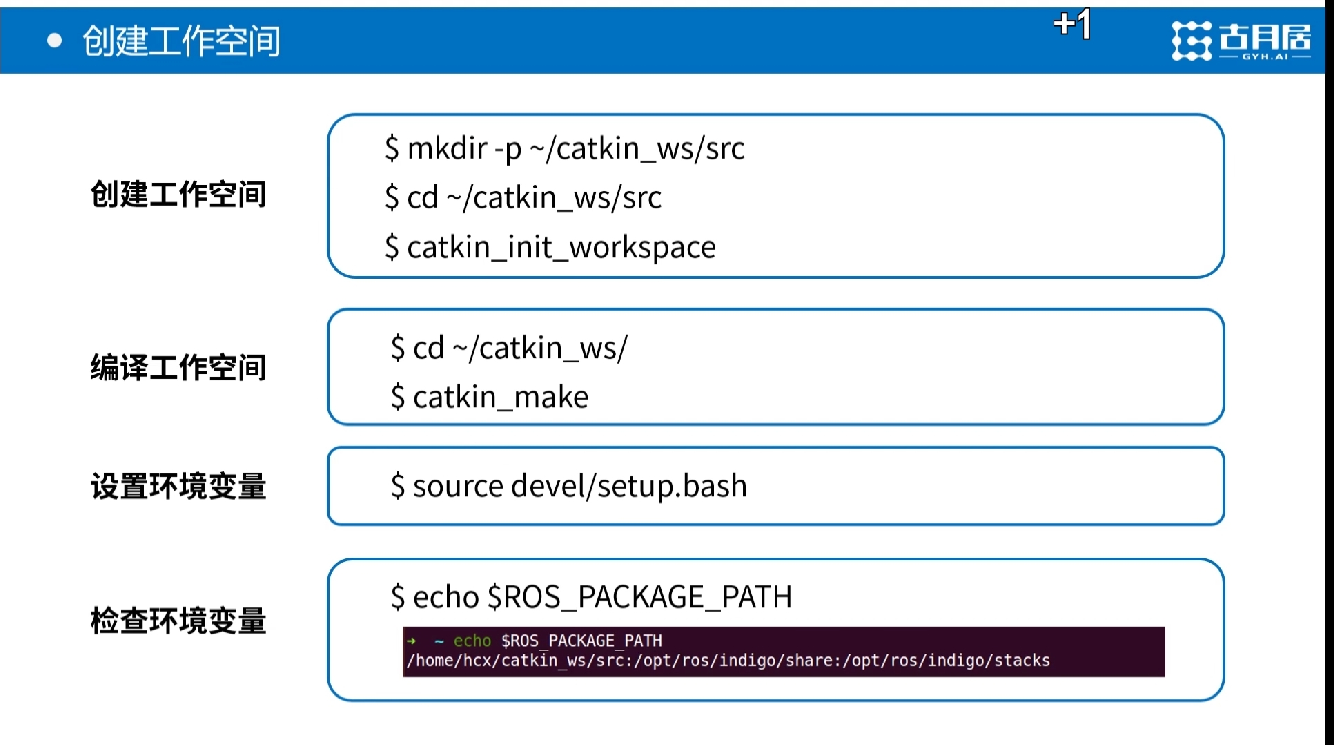 • 创建工作空间
+1
古月居
GYH.AI
创建工作空间
$ mkdir -p ~/catkin_ws/src
$ cd ~/catkin_ws/src
$ catkin_init_workspace
编译工作空间
$ cd ~/catkin_ws/
$ catkin_make
设置环境变量
$ source devel/setup.bash
检查环境变量
$ echo $ROS_PACKAGE_PATH
➜ ~ echo $ROS_PACKAGE_PATH
/home/hcx/catkin_ws/src:/opt/ros/indigo/share:/opt/ros/indigo/stacks